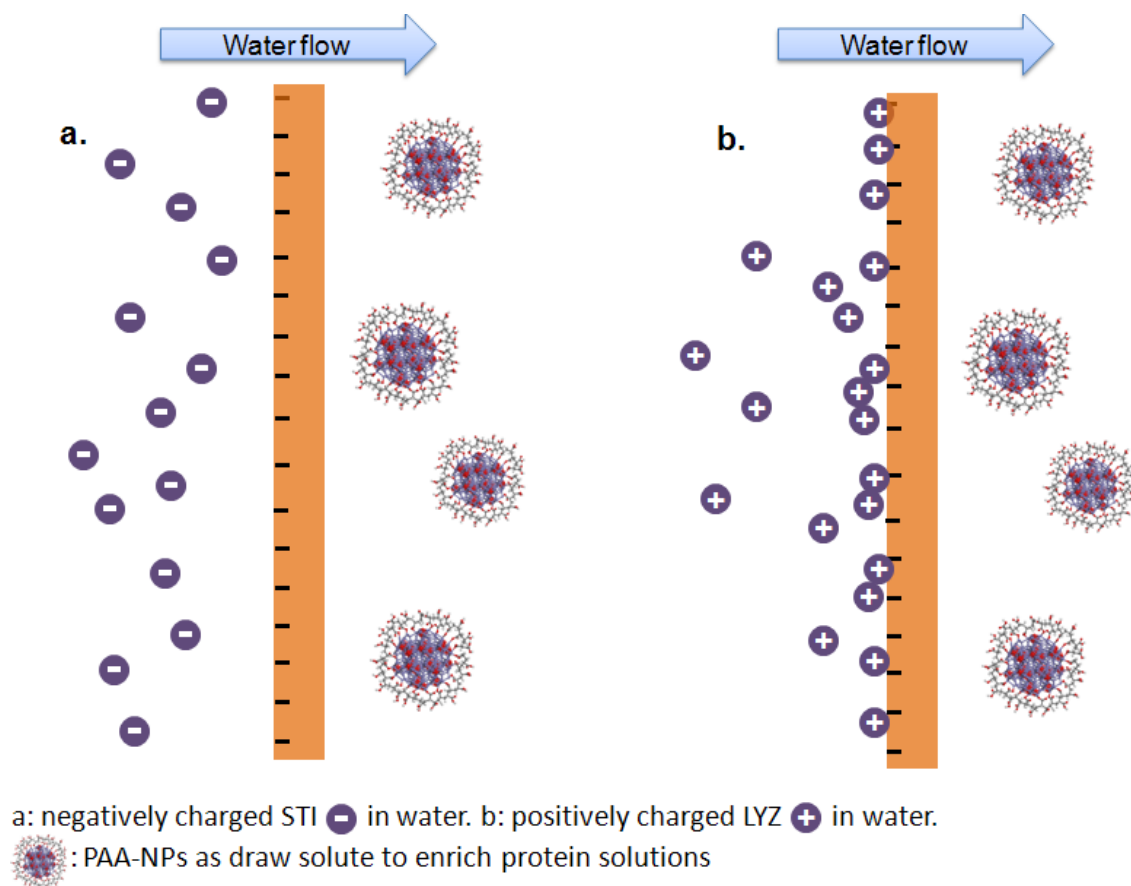 Water flow
Water flow
a.
b.
a: negatively charged STI − in water. b: positively charged LYZ + in water.
: PAA-NPs as draw solute to enrich protein solutions